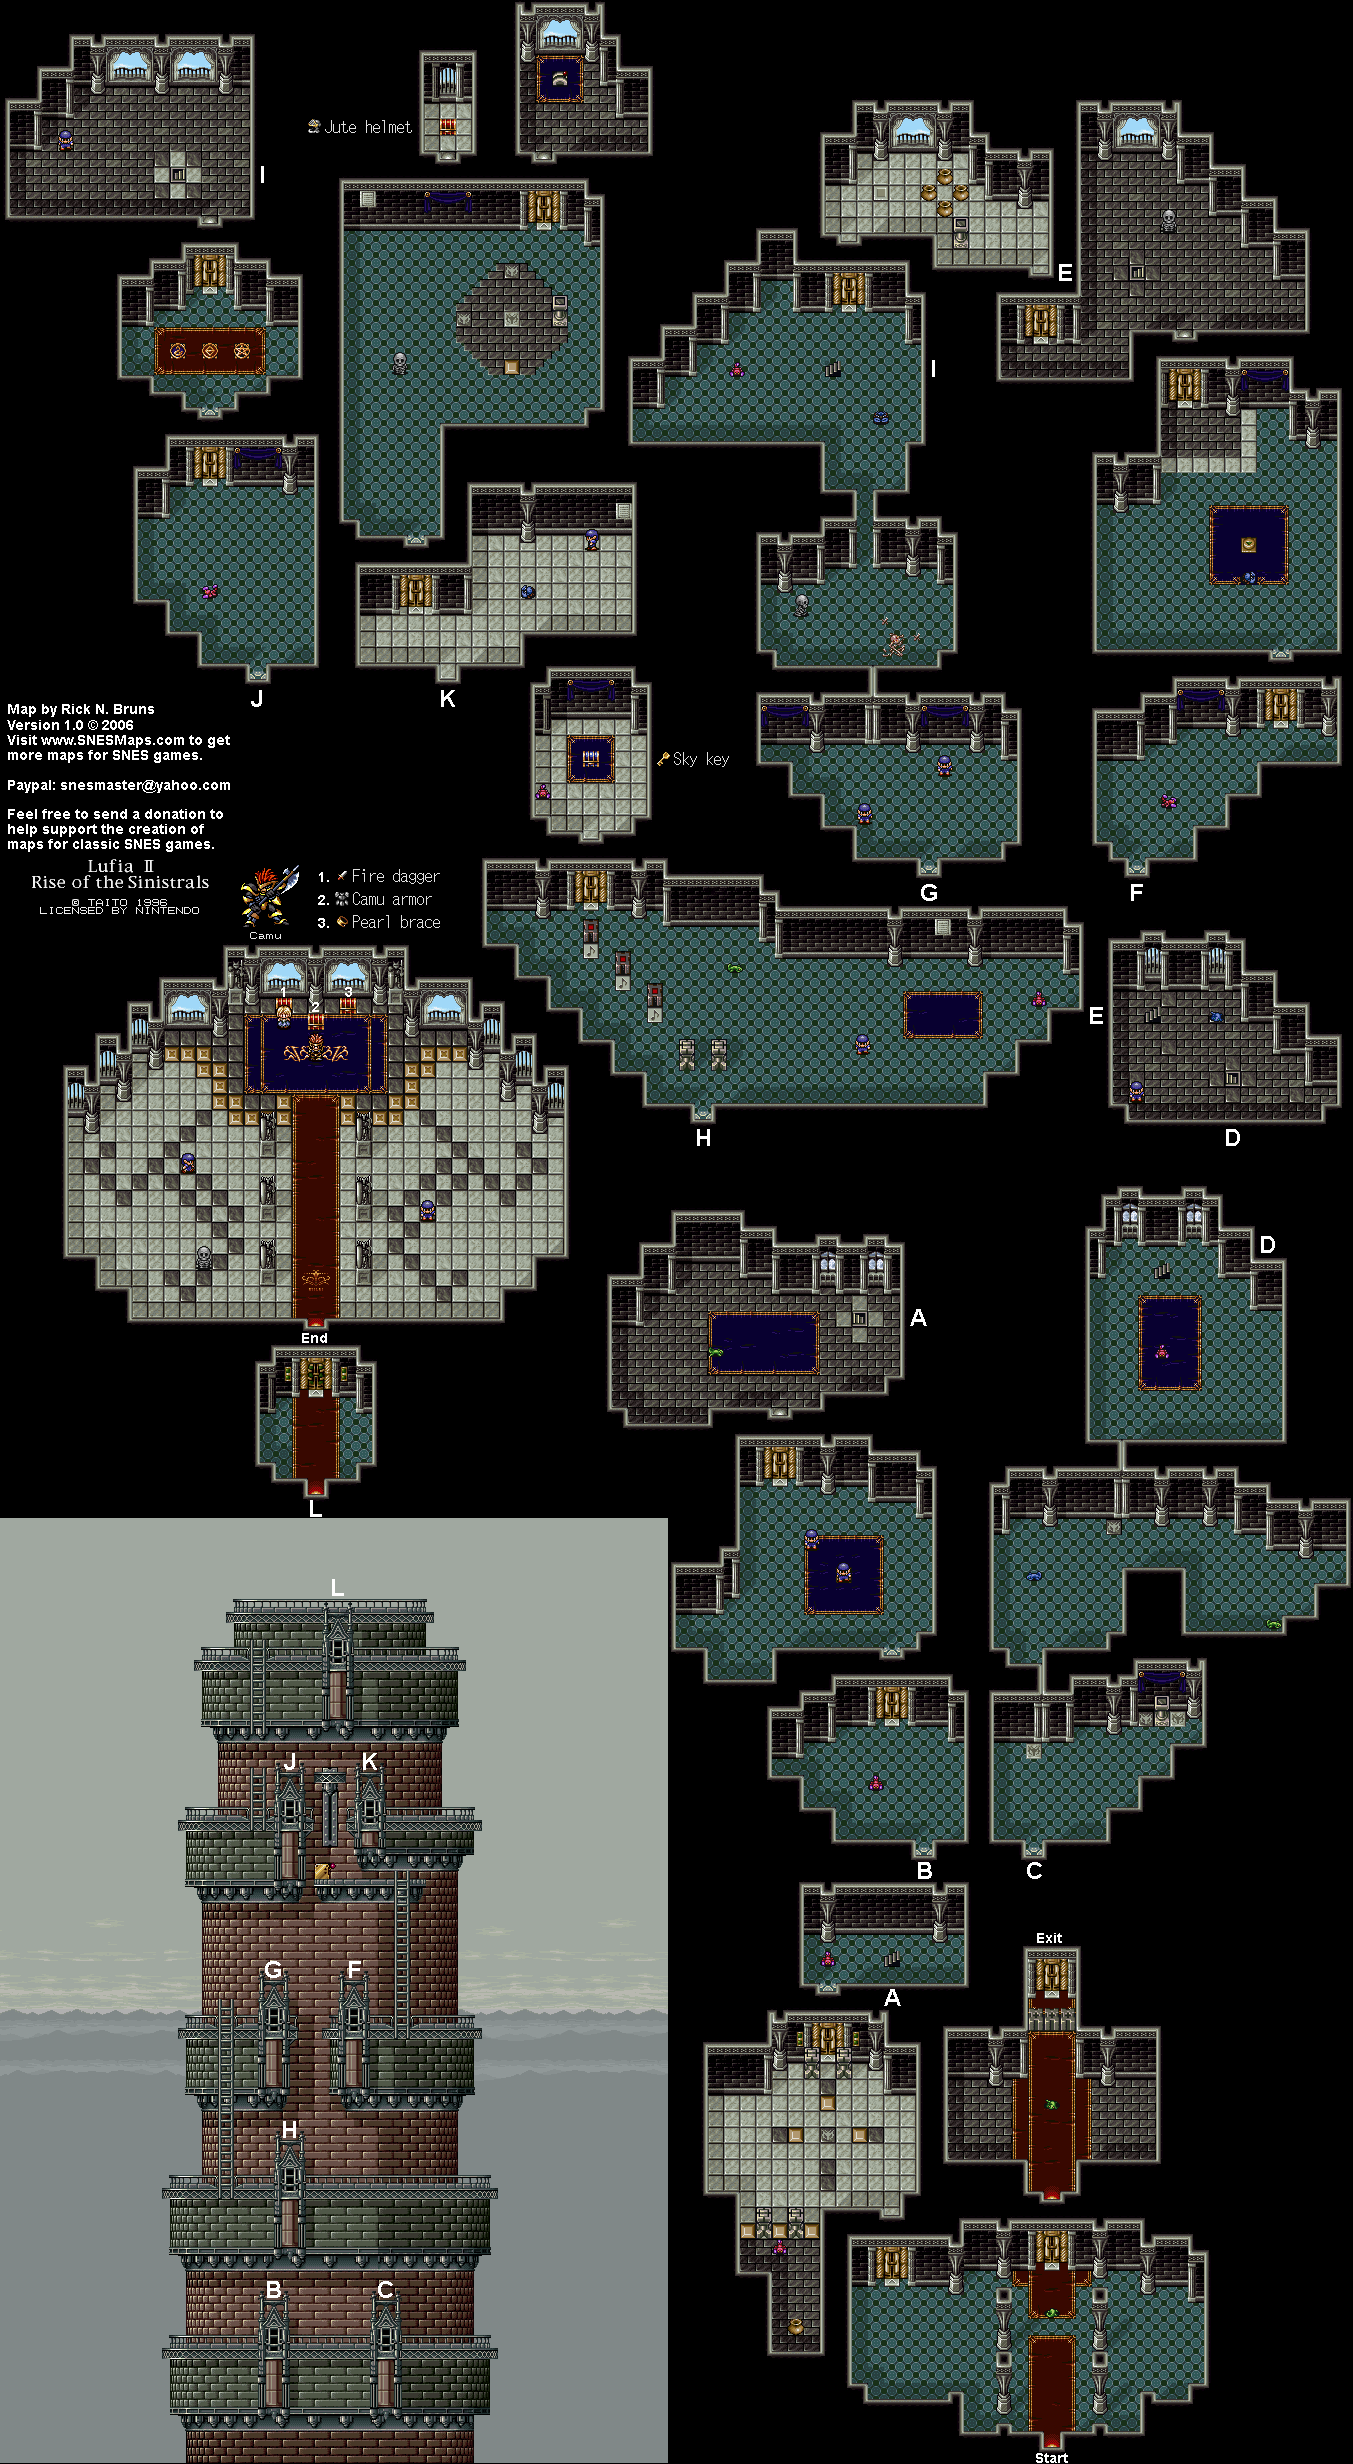 Jute helmet
I
E
I
J
K
Map by Rick N. Bruns
Version 1.0 © 2006
Visit www.SNESMaps.com to get
more maps for SNES games.
Paypal: snesmaster@yahoo.com
Feel free to send a donation to
help support the creation of
maps for classic SNES games.
Sky key
Lufia II
Rise of the Sinistrals
© TAITO 1996
LICENSED BY NINTENDO
Camu
1. Fire dagger
2. Camu armor
3. Pearl brace
G
F
1
2
3
E
H
D
D
A
End
L
B
C
A
Exit
Start
L
J
K
G
F
H
B
C